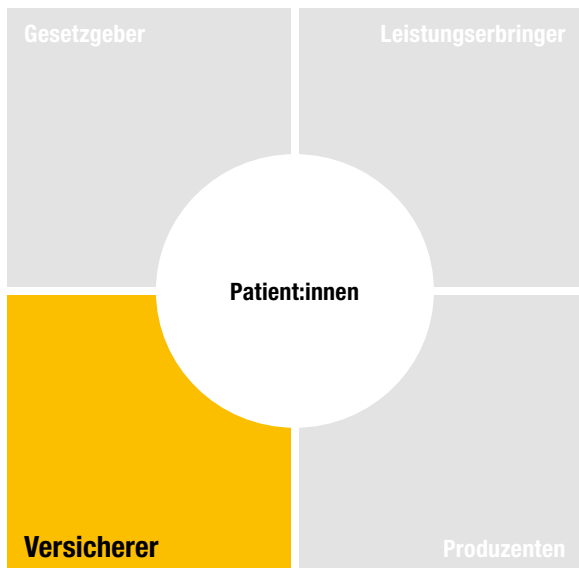 Gesetzgeber
Leistungserbringer
Patient:innen
Versicherer
Produzenten